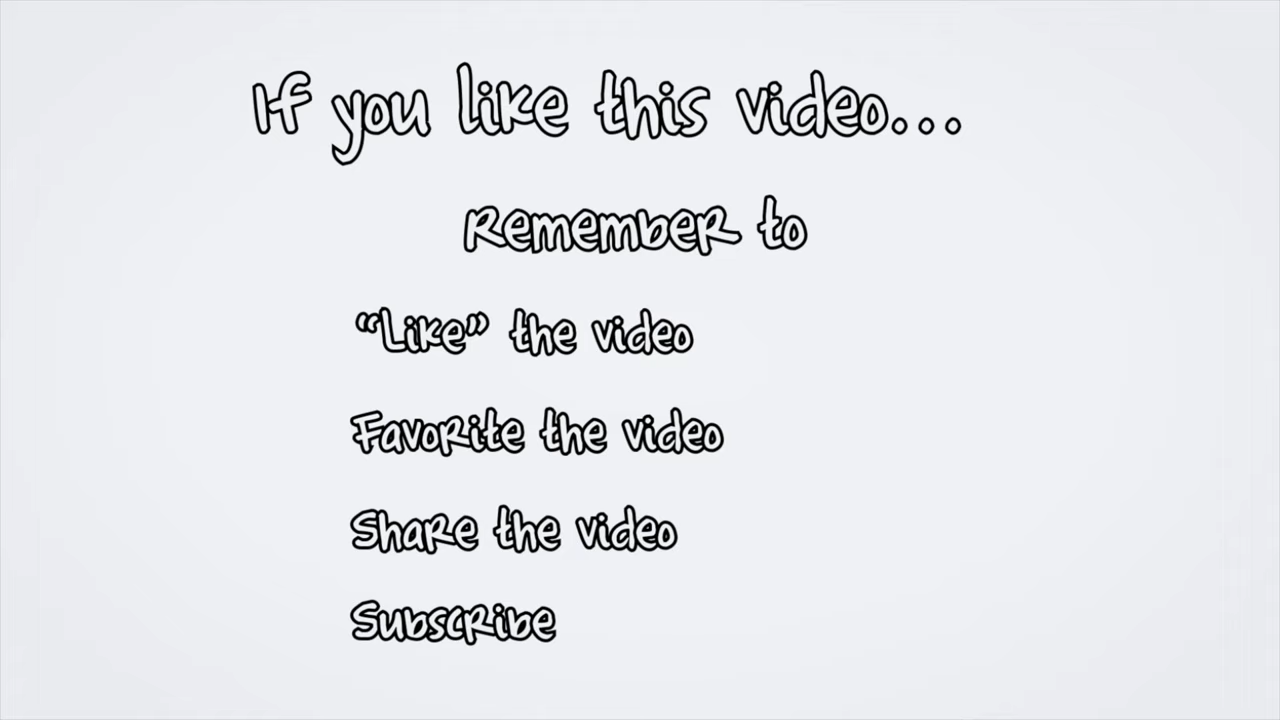 If you like this video...
Remember to
“Like” the video
Favorite the video
Share the video
Subscribe